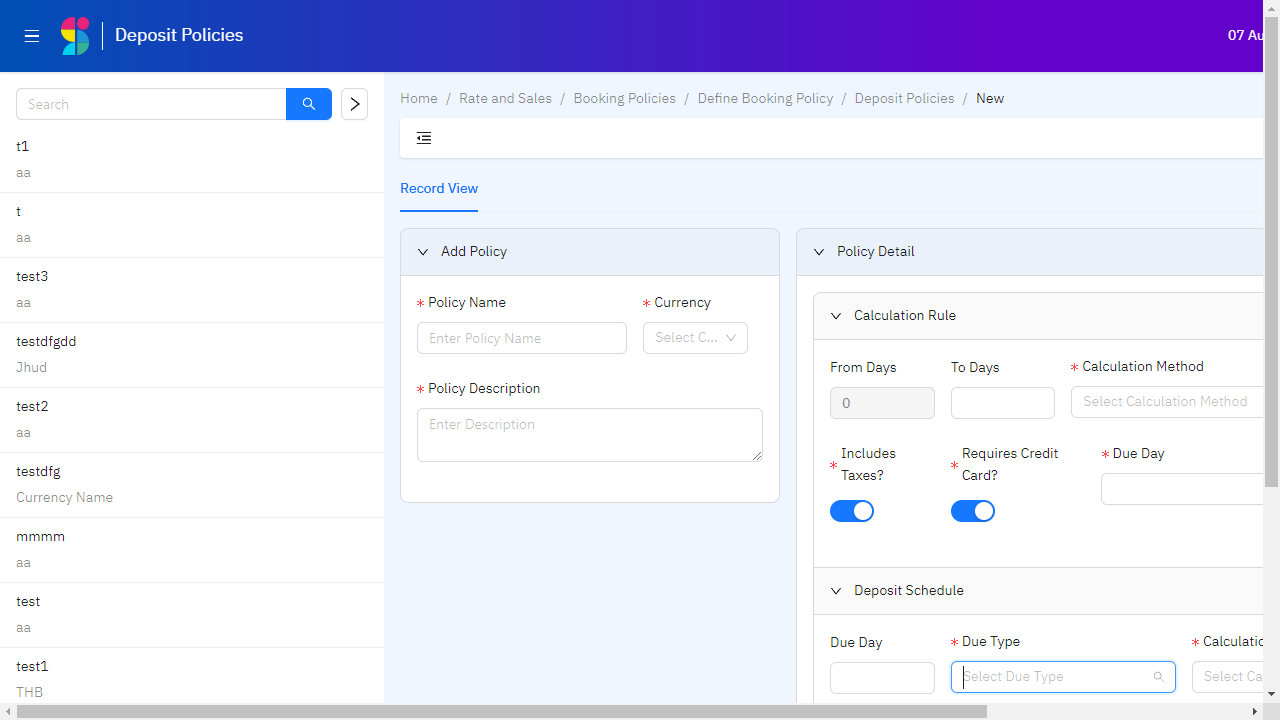 Deposit Policies
07 Au
Search
t1
aa
t
aa
test3
aa
testdfgdd
Jhud
test2
aa
testdfg
Currency Name
mmmm
aa
test
aa
test1
THB
Home / Rate and Sales / Booking Policies / Define Booking Policy / Deposit Policies / New
Record View
Add Policy
* Policy Name
* Currency
Enter Policy Name
Select C...
* Policy Description
Enter Description
Policy Detail
Calculation Rule
From Days
To Days
* Calculation Method
0
Select Calculation Method
* Includes Taxes?
* Requires Credit Card?
* Due Day
Deposit Schedule
Due Day
* Due Type
* Calculatio
Select Due Type
Select Ca